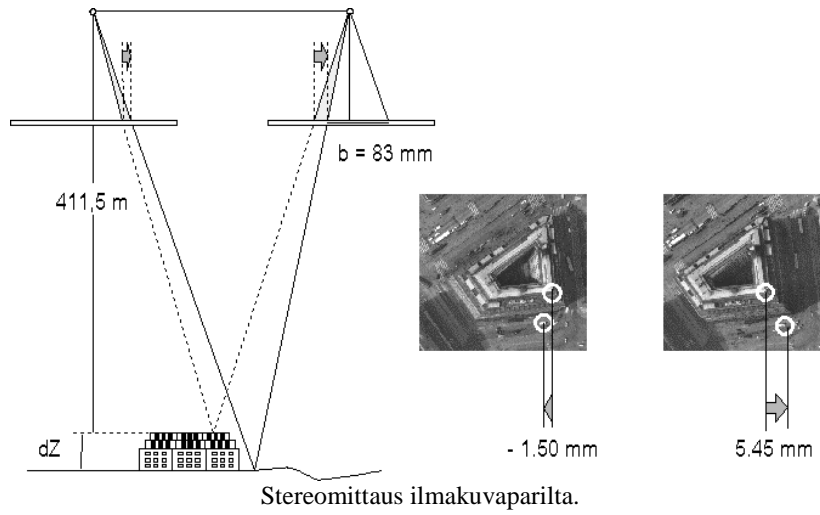 b = 83 mm
411,5 m
dZ
- 1.50 mm
5.45 mm
Stereomittaus ilmakuvaparilta.